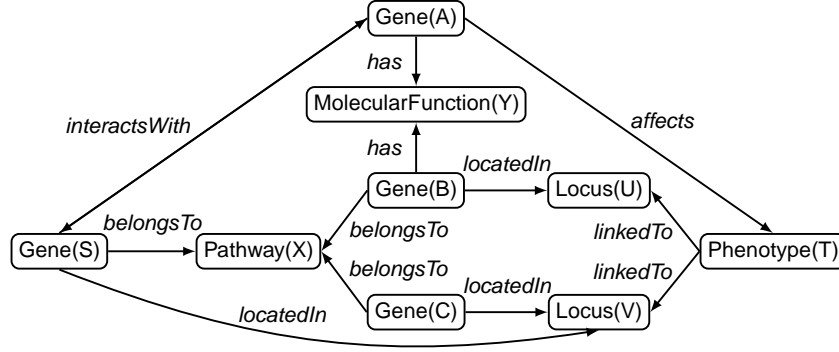 Gene(A)
has
MolecularFunction(Y)
interactsWith
affects
has
locatedIn
Gene(B)
Locus(U)
belongsTo
belongsTo
linkedTo
Gene(S)
Pathway(X)
Phenotype(T)
belongsTo
linkedTo
locatedIn
Gene(C)
Locus(V)
locatedIn